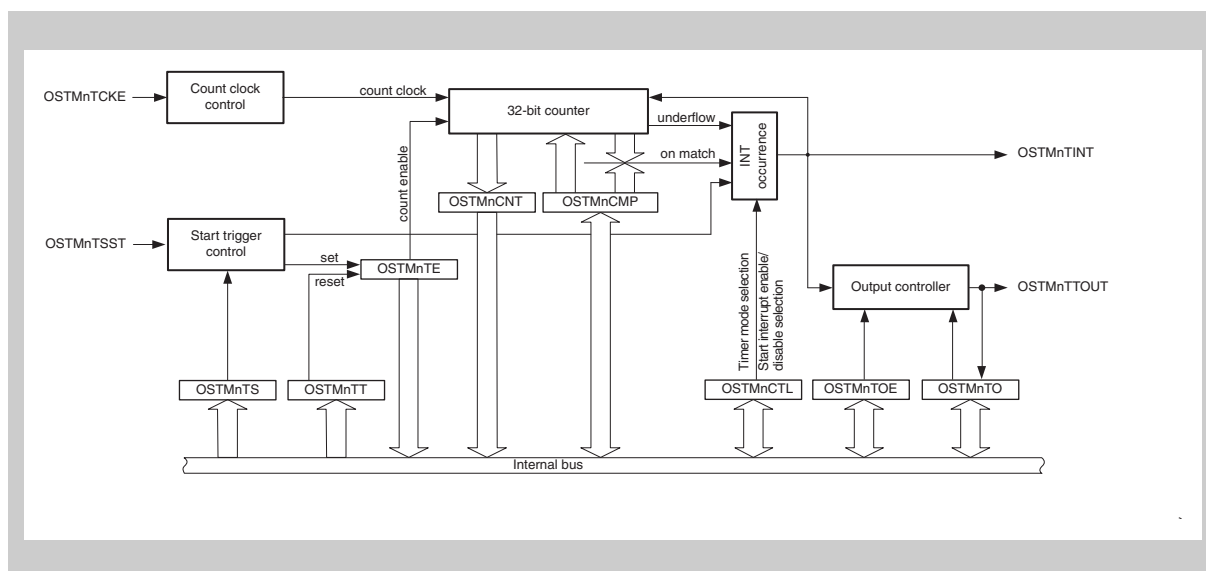 OSTMnTCKE
Count clock
control
count clock
32-bit counter
underflow
on match
INT
occurrence
OSTMnTINT
count enable
OSTMnCNT
OSTMnCMP
OSTMnTSST
Start trigger
control
set
reset
OSTMnTE
Timer mode selection
Start interrupt enable/
disable selection
Output controller
OSTMnTTOUT
OSTMnTS
OSTMnTT
OSTMnCTL
OSTMnTOE
OSTMnTO
Internal bus